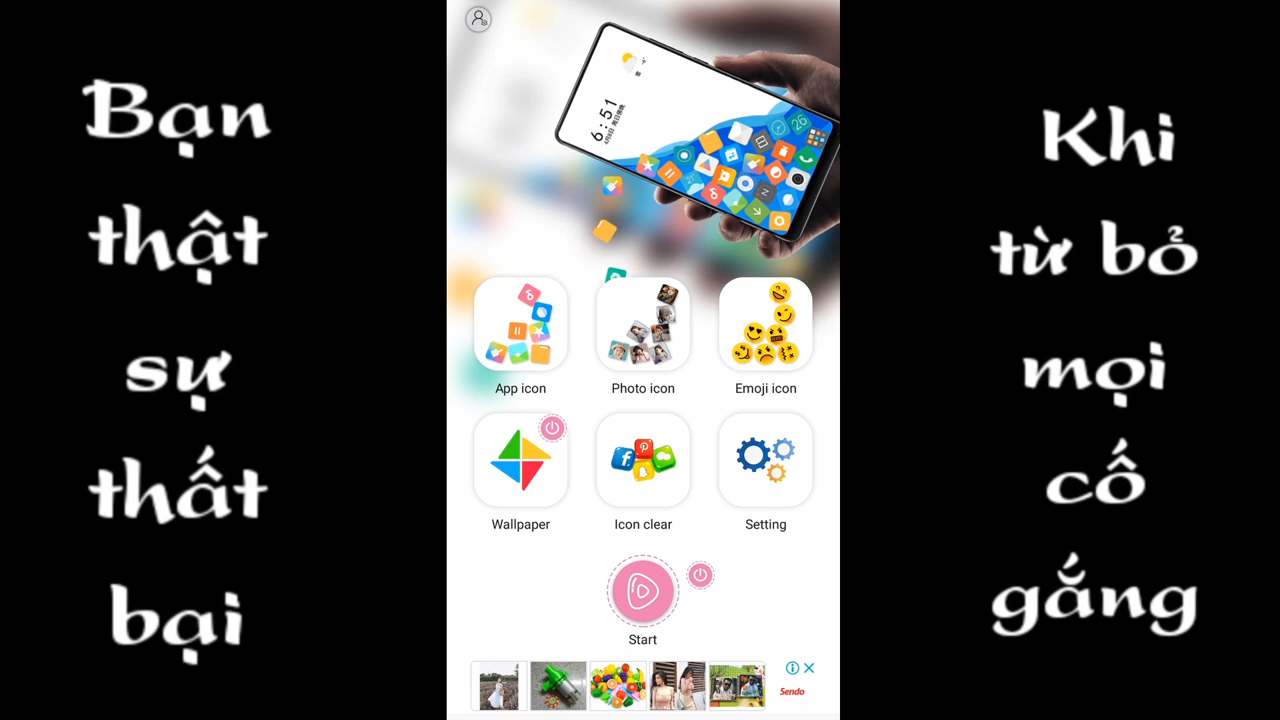 Bạn
thật
sự
thất
bại
6:51
26
App icon
Photo icon
Emoji icon
Wallpaper
Icon clear
Setting
Start
Sendo
Khi
từ bỏ
mọi
cố
gắng